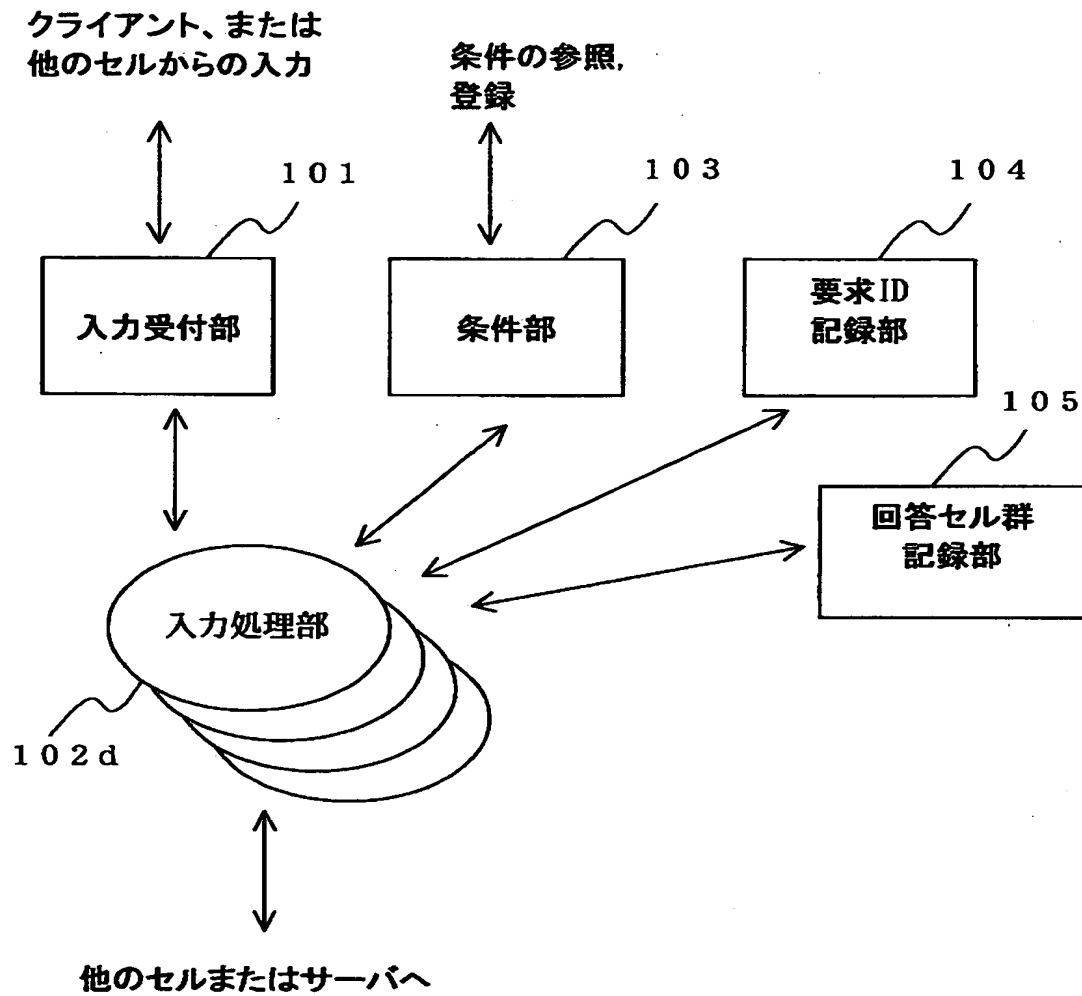 クライアント、または
他のセルからの入力
条件の参照,
登録
１０１
１０３
１０４
入力受付部
条件部
要求ID
記録部
１０５
回答セル群
記録部
入力処理部
１０２d
他のセルまたはサーバへ